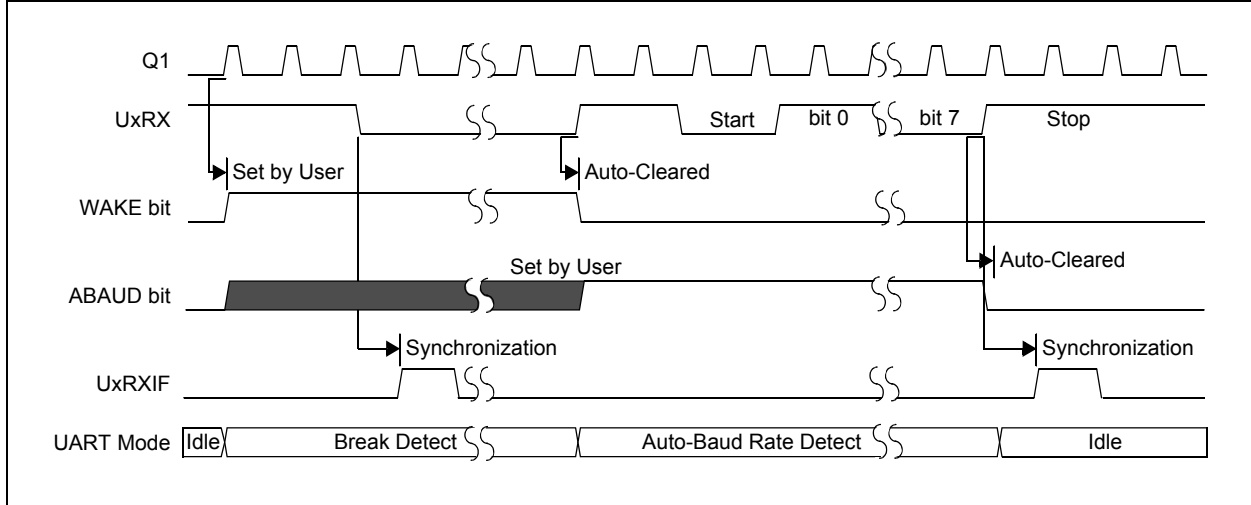 Q1
UxRX
Start
bit 0
bit 7
Stop
Set by User
Auto-Cleared
WAKE bit
Auto-Cleared
Set by User
ABAUD bit
Synchronization
Synchronization
UxRXIF
UART Mode
Idle
Break Detect
Auto-Baud Rate Detect
Idle